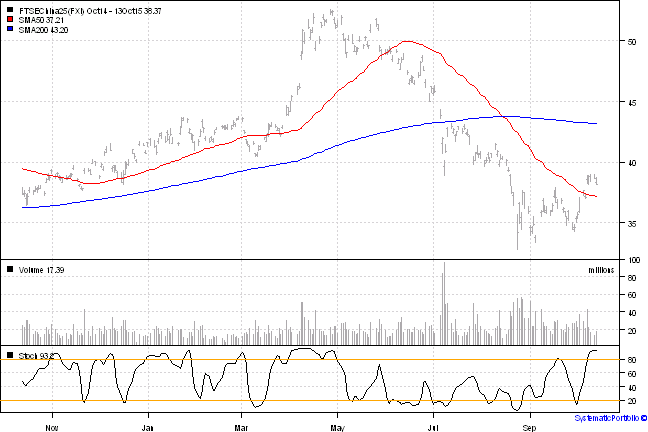 FTSEChina25(FXI) Oct14 - 13Oct15 38.37
SMA50 37.21
SMA200 43.20
50
45
40
35
100
Volume 17.39
millions
80
60
40
20
Stoch 93.2
80
60
40
20
Nov
Jan
Mar
May
Jul
Sep
SystematicPortfolio ©